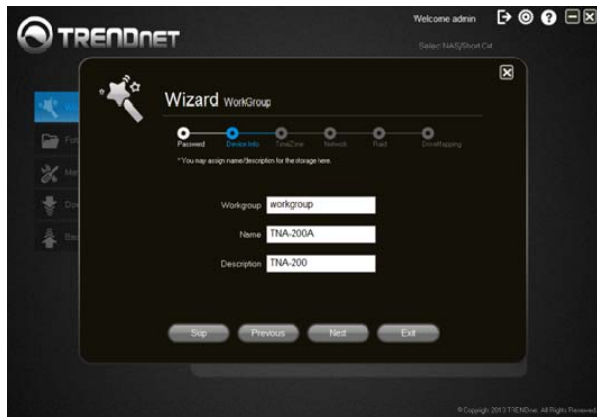 Welcome admin
TRENDnet
Select NAS/Short Cut
Wizard WorkGroup
Password Device Info TimeZone Network Raid DriveMapping
*You may assign name/description for the storage here.
Workgroup workgroup
Name TNA-200A
Description TNA-200
Skip Previous Next Exit
© Copyright 2013 TRENDnet. All Rights Reserved.